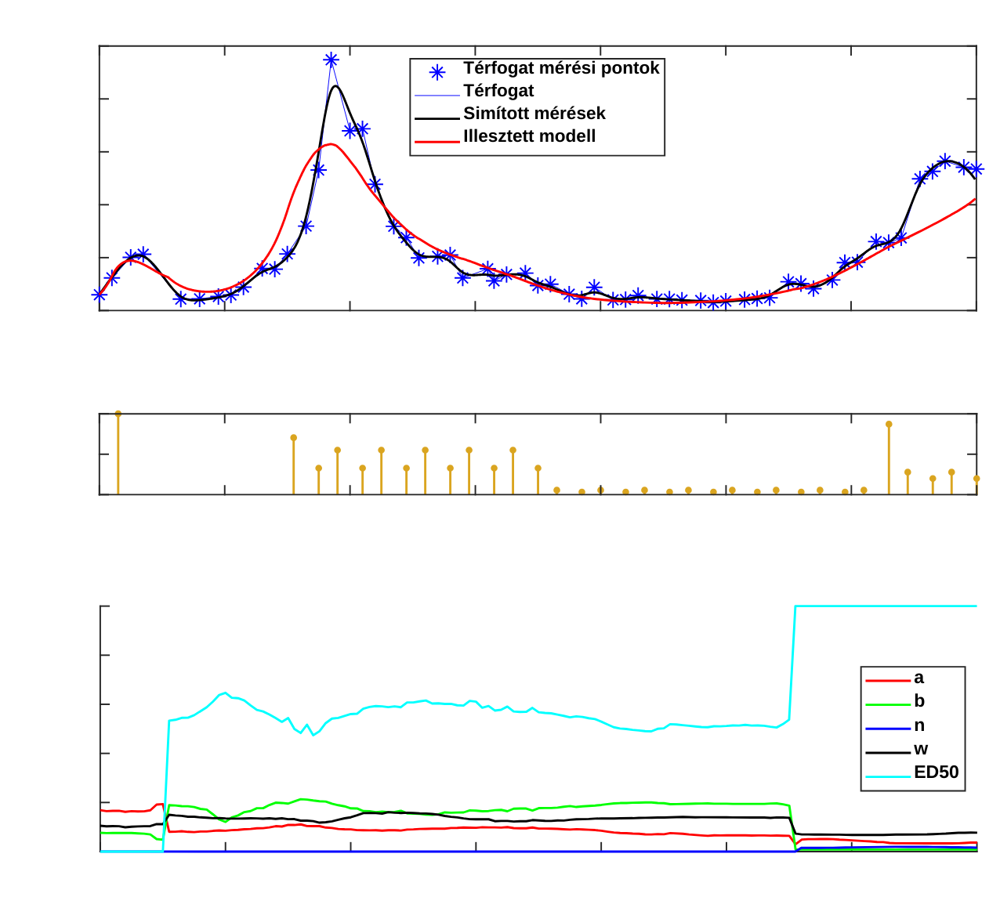 Térfogat mérési pontok
Térfogat
Simított mérések
Illesztett modell
a
b
n
w
ED50